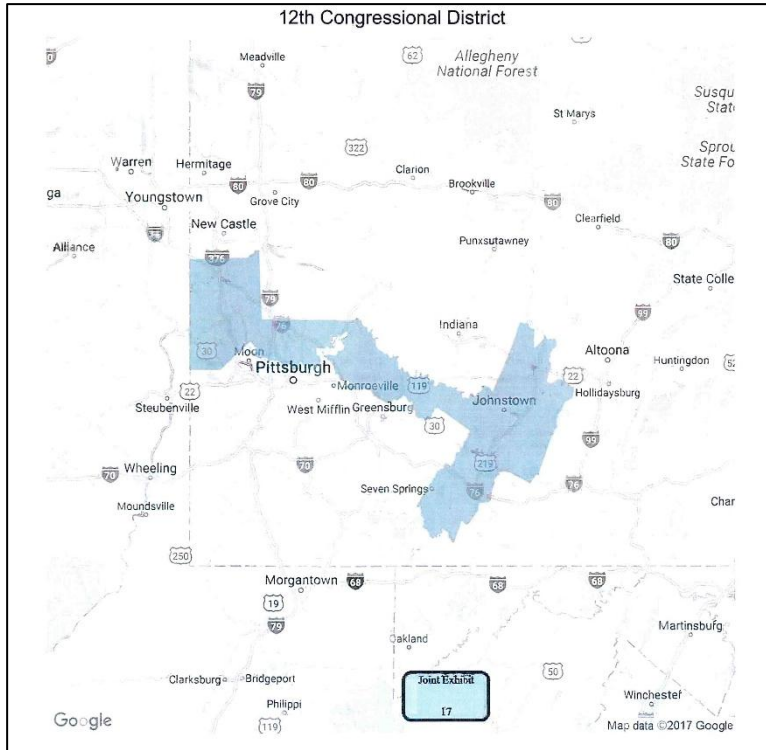 12th Congressional District
Meadville
62
Allegheny
National Forest
79
Susqu
Stat
St Marys
322
Sprou
State Fo
Warren
Hermitage
Clarion
80
80
Brookville
ga
Youngstown
Grove City
80
Clearfield
New Castle
Alliance
Punxsutawney
80
376
State Colle
79
99
76
Indiana
30
Moon
Altoona
Huntingdon
Pittsburgh
22
119
22
Monroeville
Hollidaysburg
Steubenville
West Mifflin
Greensburg
Johnstown
30
99
Wheeling
70
70
219
Seven Springs
76
76
Moundsville
Char
250
Morgantown
68
68
68
19
Martinsburg
79
Oakland
Clarksburg
Bridgeport
50
Joint Exhibit
17
Philippi
Winchester
Google
119
Map data ©2017 Google